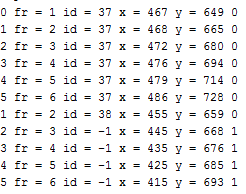 0 fr = 1 id = 37 x = 467 y = 649 0
1 fr = 2 id = 37 x = 468 y = 665 0
2 fr = 3 id = 37 x = 472 y = 680 0
3 fr = 4 id = 37 x = 476 y = 694 0
4 fr = 5 id = 37 x = 479 y = 714 0
5 fr = 6 id = 37 x = 486 y = 728 0
1 fr = 2 id = 38 x = 455 y = 659 0
2 fr = 3 id = -1 x = 445 y = 668 1
3 fr = 4 id = -1 x = 435 y = 676 1
4 fr = 5 id = -1 x = 425 y = 685 1
5 fr = 6 id = -1 x = 415 y = 693 1